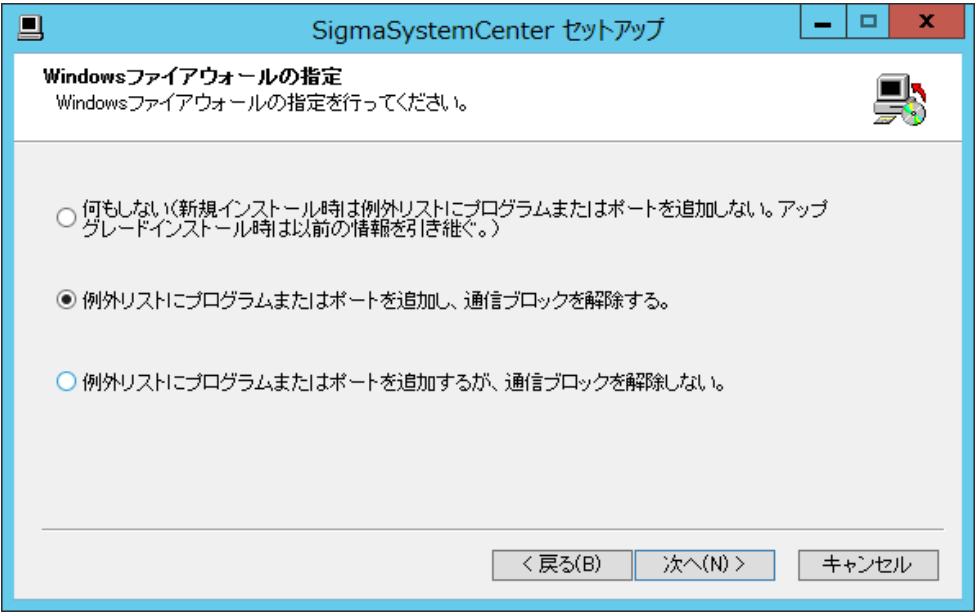 SigmaSystemCenter セットアップ
Windowsファイアウォールの指定
Windowsファイアウォールの指定を行ってください。
何もしない(新規インストール時は例外リストにプログラムまたはポートを追加しない。アップ
グレードインストール時は以前の情報を引き継ぐ。)
例外リストにプログラムまたはポートを追加し、通信ブロックを解除する。
例外リストにプログラムまたはポートを追加するが、通信ブロックを解除しない。
< 戻る(B)
次へ(N) >
キャンセル